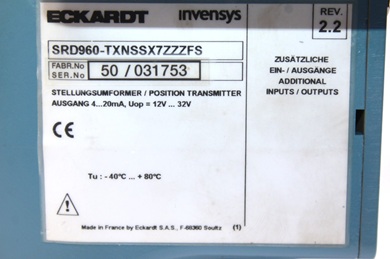 ECKARDT invensys
REV.
2.2
SRD960-TXNSSX7ZZZFS
FABR.No
SER.No 50 / 031753
STELLUNGSUMFORMER / POSITION TRANSMITTER
AUSGANG 4...20mA, Uop = 12V ... 32V
CE
Tu : - 40°C ... + 80°C
Made in France by Eckardt S.A.S., F-68360 Soultz (1)
ZUSÄTZLICHE
EIN- / AUSGÄNGE
ADDITIONAL
INPUTS / OUTPUTS